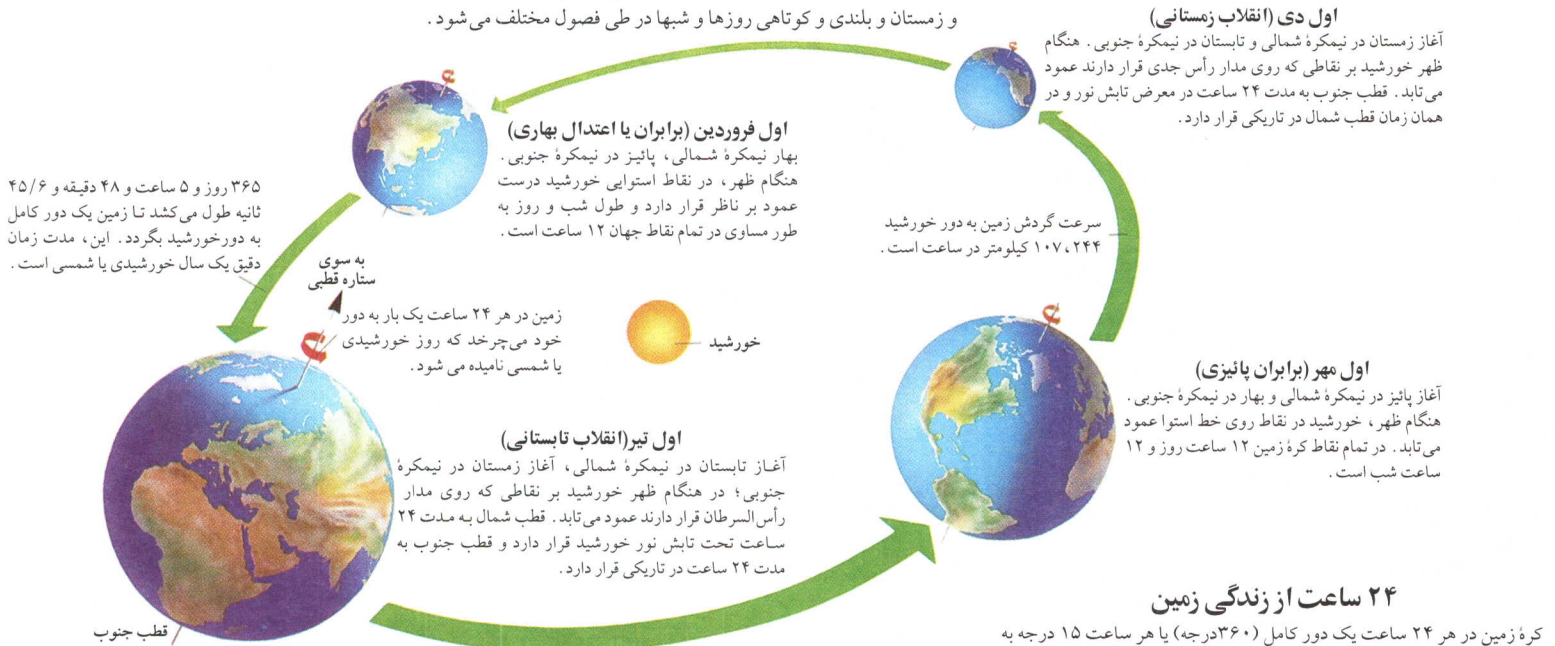 و زمستان و بلندی و کوتاهی روزها و شبها در طی فصول مختلف می‌شود.
اول دی (انقلاب زمستانی)
آغاز زمستان در نیمکرهٔ شمالی و تابستان در نیمکرهٔ جنوبی. هنگام
ظهر خورشید بر نقاطی که روی مدار رأس جدی قرار دارند عمود
می‌تابد. قطب جنوب به مدت ۲۴ ساعت در معرض تابش نور و در
همان زمان قطب شمال در تاریکی قرار دارد.
اول فروردین (برابران یا اعتدال بهاری)
بهار نیمکرهٔ شمالی، پائیز در نیمکرهٔ جنوبی.
هنگام ظهر، در نقاط استوایی خورشید درست
عمود بر ناظر قرار دارد و طول شب و روز به
طور مساوی در تمام نقاط جهان ۱۲ ساعت است.
۳۶۵ روز و ۵ ساعت و ۴۸ دقیقه و ۴۵/۶
ثانیه طول می‌کشد تا زمین یک دور کامل
به دورخورشید بگردد. این، مدت زمان
دقیق یک سال خورشیدی یا شمسی است.
سرعت گردش زمین به دور خورشید
۱۰۷،۲۴۴ کیلومتر در ساعت است.
به سوی
ستاره قطبی
زمین در هر ۲۴ ساعت یک بار به دور
خود می‌چرخد که روز خورشیدی
یا شمسی نامیده می شود.
خورشید
اول مهر (برابران پائیزی)
آغاز پائیز در نیمکرهٔ شمالی و بهار در نیمکرهٔ جنوبی.
هنگام ظهر، خورشید در نقاط روی خط استوا عمود
می‌تابد. در تمام نقاط کرهٔ زمین ۱۲ ساعت روز و ۱۲
ساعت شب است.
اول تیر(انقلاب تابستانی)
آغاز تابستان در نیمکرهٔ شمالی، آغاز زمستان در نیمکرهٔ
جنوبی؛ در هنگام ظهر خورشید بر نقاطی که روی مدار
رأس‌السرطان قرار دارند عمود می‌تابد. قطب شمال به مدت ۲۴
ساعت تحت تابش نور خورشید قرار دارد و قطب جنوب به
مدت ۲۴ ساعت در تاریکی قرار دارد.
قطب جنوب
۲۴ ساعت از زندگی زمین
کرهٔ زمین در هر ۲۴ ساعت یک دور کامل (۳۶۰درجه) یا هر ساعت ۱۵ درجه به